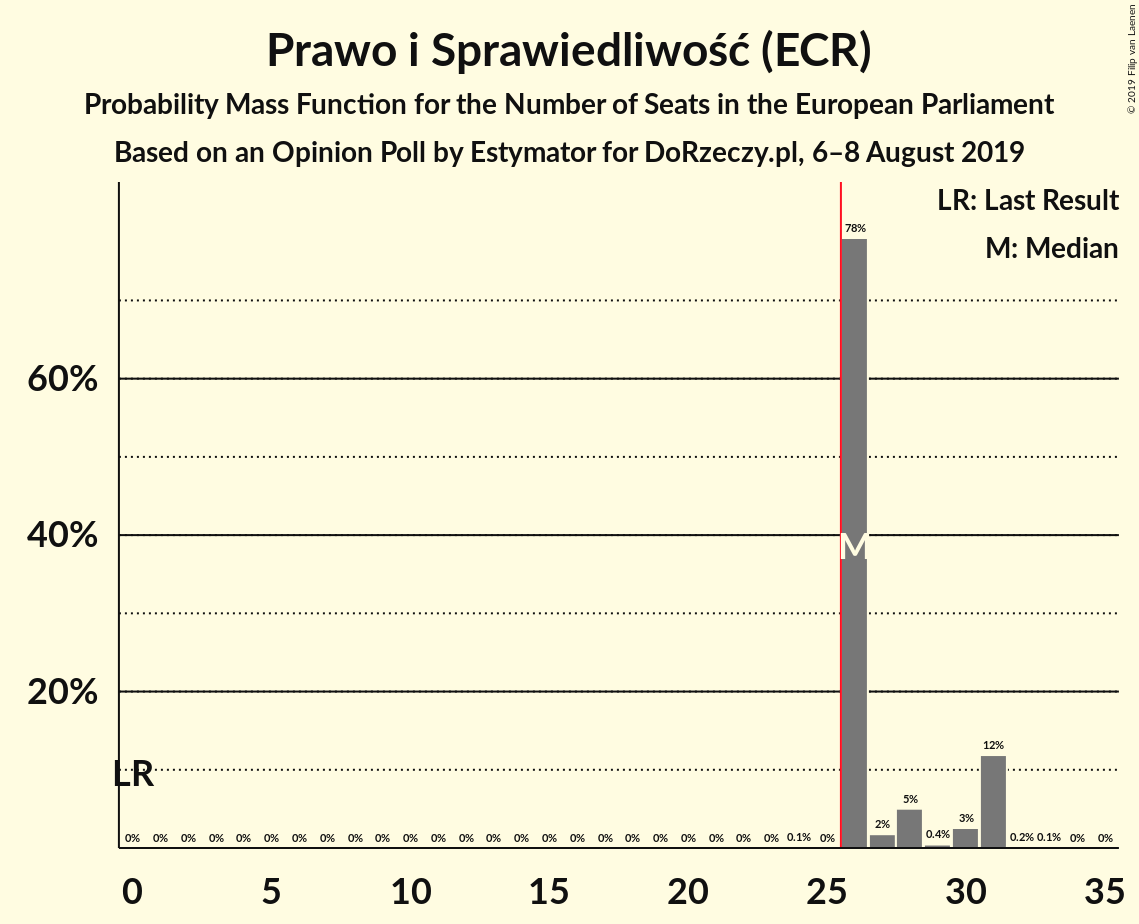 Prawo i Sprawiedliwość (ECR)
Probability Mass Function for the Number of Seats in the European Parliament
Based on an Opinion Poll by Estymator for DoRzeczy.pl, 6–8 August 2019
© 2019 Filip van Laenen
LR: Last Result
M: Median
78%
60%
40%
M
20%
12%
LR
5%
3%
2%
0% 0% 0% 0% 0% 0% 0% 0% 0% 0% 0% 0% 0% 0% 0% 0% 0% 0% 0% 0% 0% 0% 0% 0% 0.1% 0% 0.4% 0.2% 0.1% 0% 0%
0 5 10 15 20 25 30 35